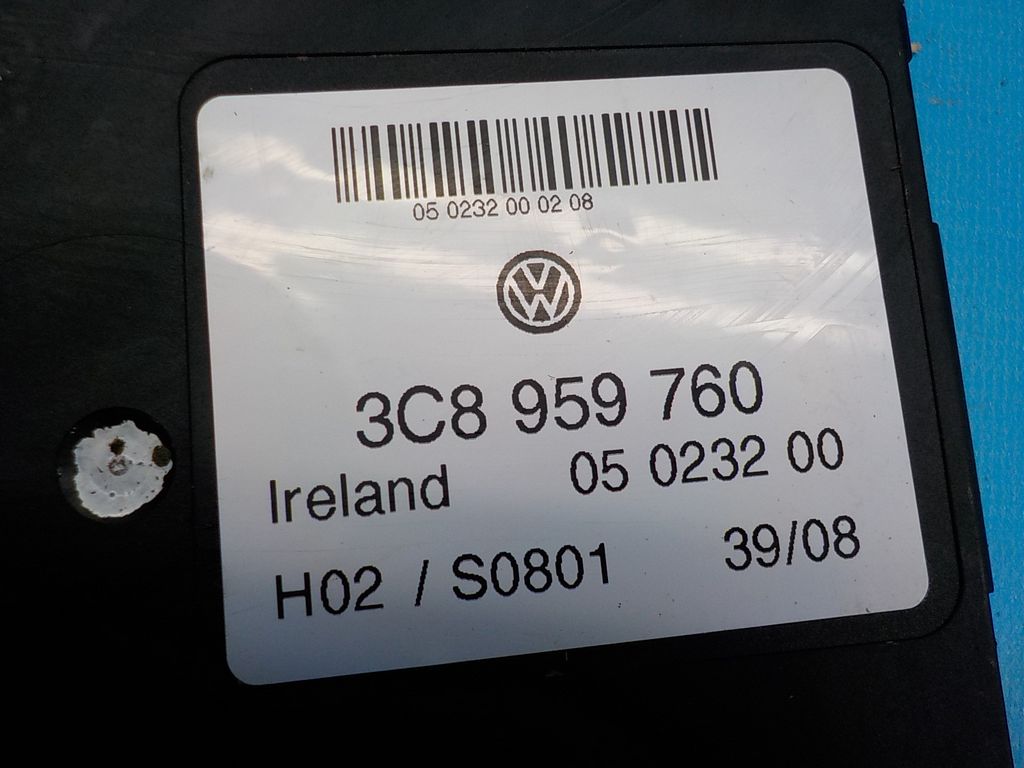 05 0232 00 02 08
3C8 959 760
Ireland 05 0232 00
H02 / S0801 39/08